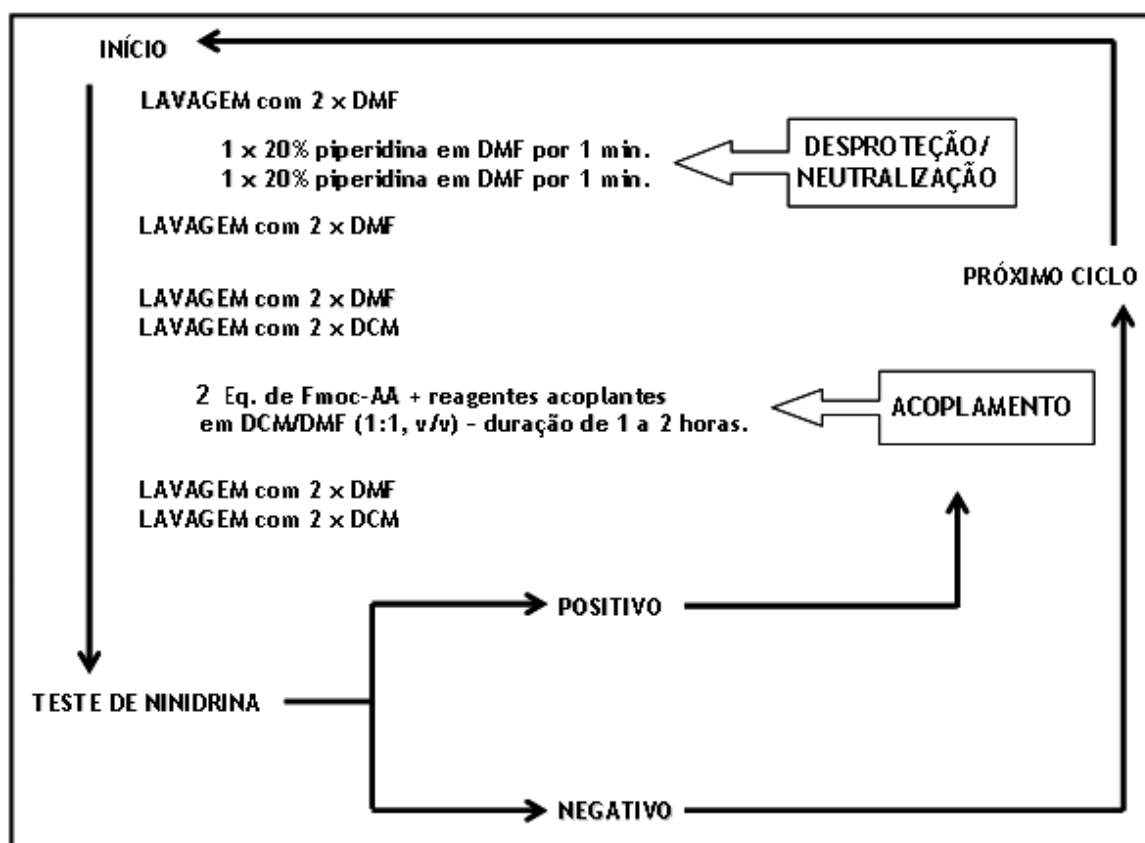 INÍCIO
LAVAGEM com 2 x DMF
1 x 20% piperidina em DMF por 1 min.
1 x 20% piperidina em DMF por 1 min.
DESPROTEÇÃO/
NEUTRALIZAÇÃO
LAVAGEM com 2 x DMF
PRÓXIMO CICLO
LAVAGEM com 2 x DMF
LAVAGEM com 2 x DCM
2 Eq. de Fmoc-AA + reagentes acoplantes
em DCM/DMF (1:1, v/v) - duração de 1 a 2 horas.
ACOPLAMENTO
LAVAGEM com 2 x DMF
LAVAGEM com 2 x DCM
POSITIVO
TESTE DE NINIDRINA
NEGATIVO